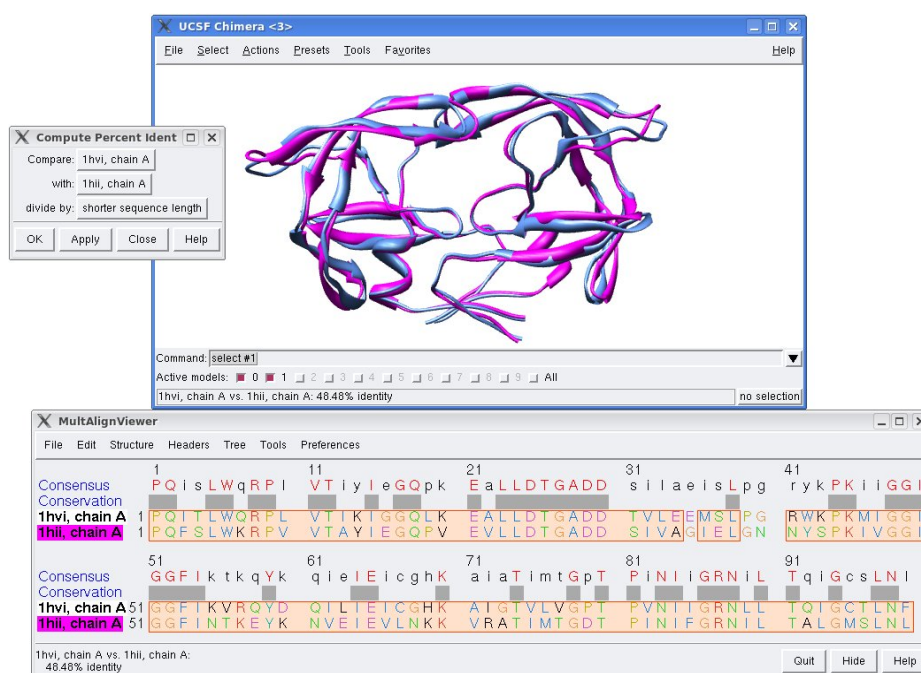 UCSF Chimera <3>
File Select Actions Presets Tools Favorites Help
Compute Percent Ident
Compare: 1hvi, chain A
with: 1hii, chain A
divide by: shorter sequence length
OK Apply Close Help
Command: select #1
Active models: 0 1 2 3 4 5 6 7 8 9 All
1hvi, chain A vs. 1hii, chain A: 48.48% identity no selection
MultAlignViewer
File Edit Structure Headers Tree Tools Preferences
1 11 21 31 41
Consensus PQisLWqRPl VTiyIeGQpk EaLLDTGADD silaeisLpg rykPKiiGGI
Conservation
1hvi, chain A 1 PQITLWQRPL VTIKIGGQLK EALLDTGADD TVLEEMSLPG RWKPKMIGGI
1hii, chain A 1 PQFSLWKRPV VTAYIEGQPV EVLLDTGADD SIVAGIELGN NYSPKIVGGI
51 61 71 81 91
Consensus GGFIktkqYk qieIEicghK aiaTimtGpT PiNIiGRNiL TqiGcsLNl
Conservation
1hvi, chain A 51 GGFIKVRQYD QILIEICGHK AIGTVLVGPT PVNIIGRNLL TQIGCTLNF
1hii, chain A 51 GGFINTKEYK NVEIEVLNKK VRATIMTGDT PINIFGRNIL TALGMSLNL
1hvi, chain A vs. 1hii, chain A:
48.48% identity
Quit Hide Help